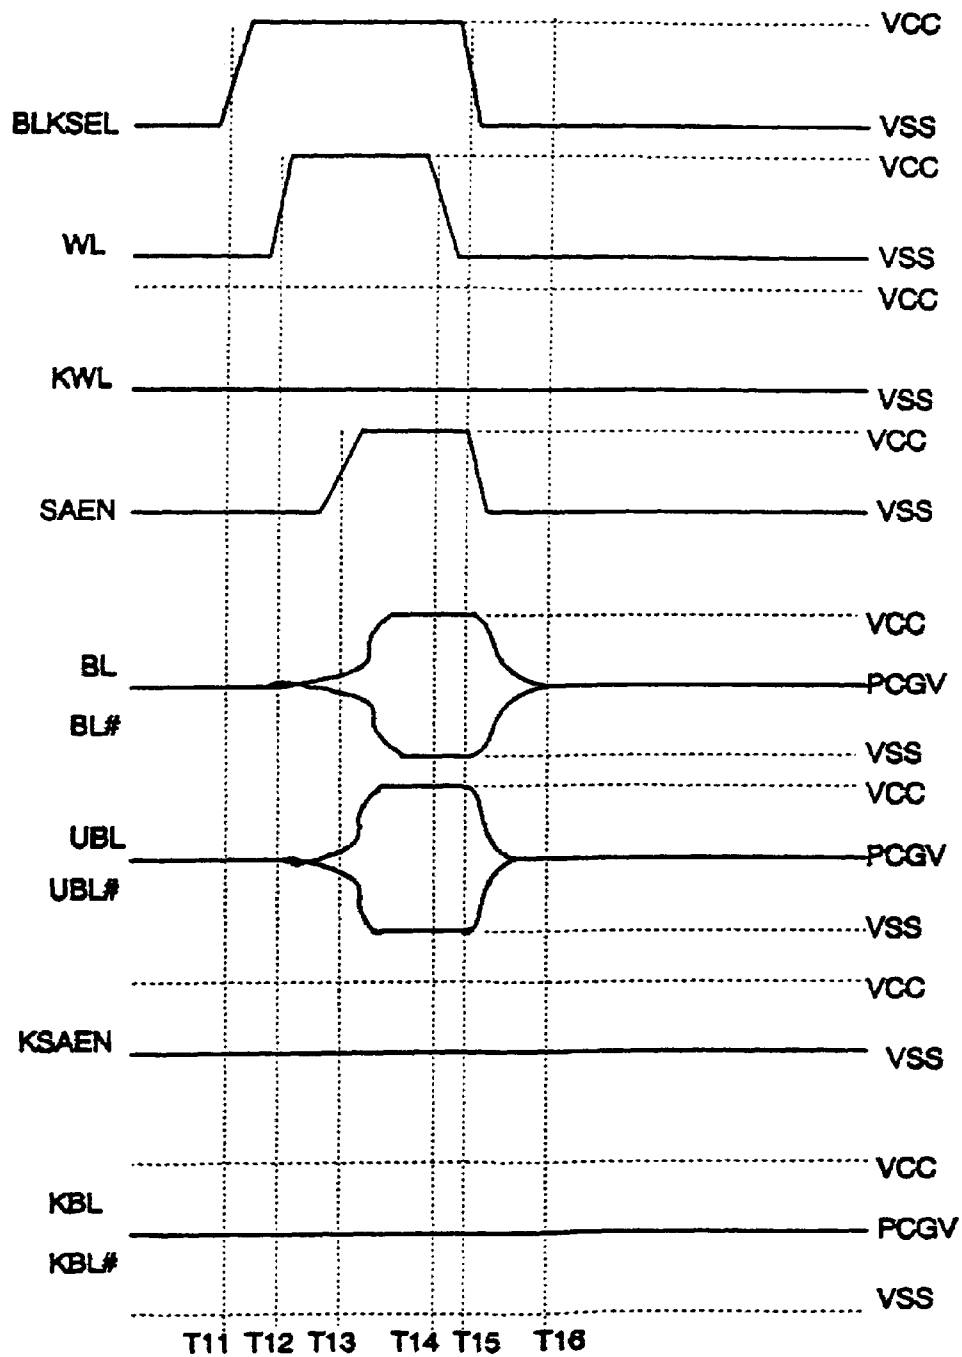 VCC
BLKSEL
VSS
VCC
WL
VSS
VCC
KWL
VSS
VCC
SAEN
VSS
VCC
BL
PCGV
BL#
VSS
VCC
UBL
PCGV
UBL#
VSS
VCC
KSAEN
VSS
VCC
KBL
PCGV
KBL#
VSS
T11 T12 T13 T14 T15 T16